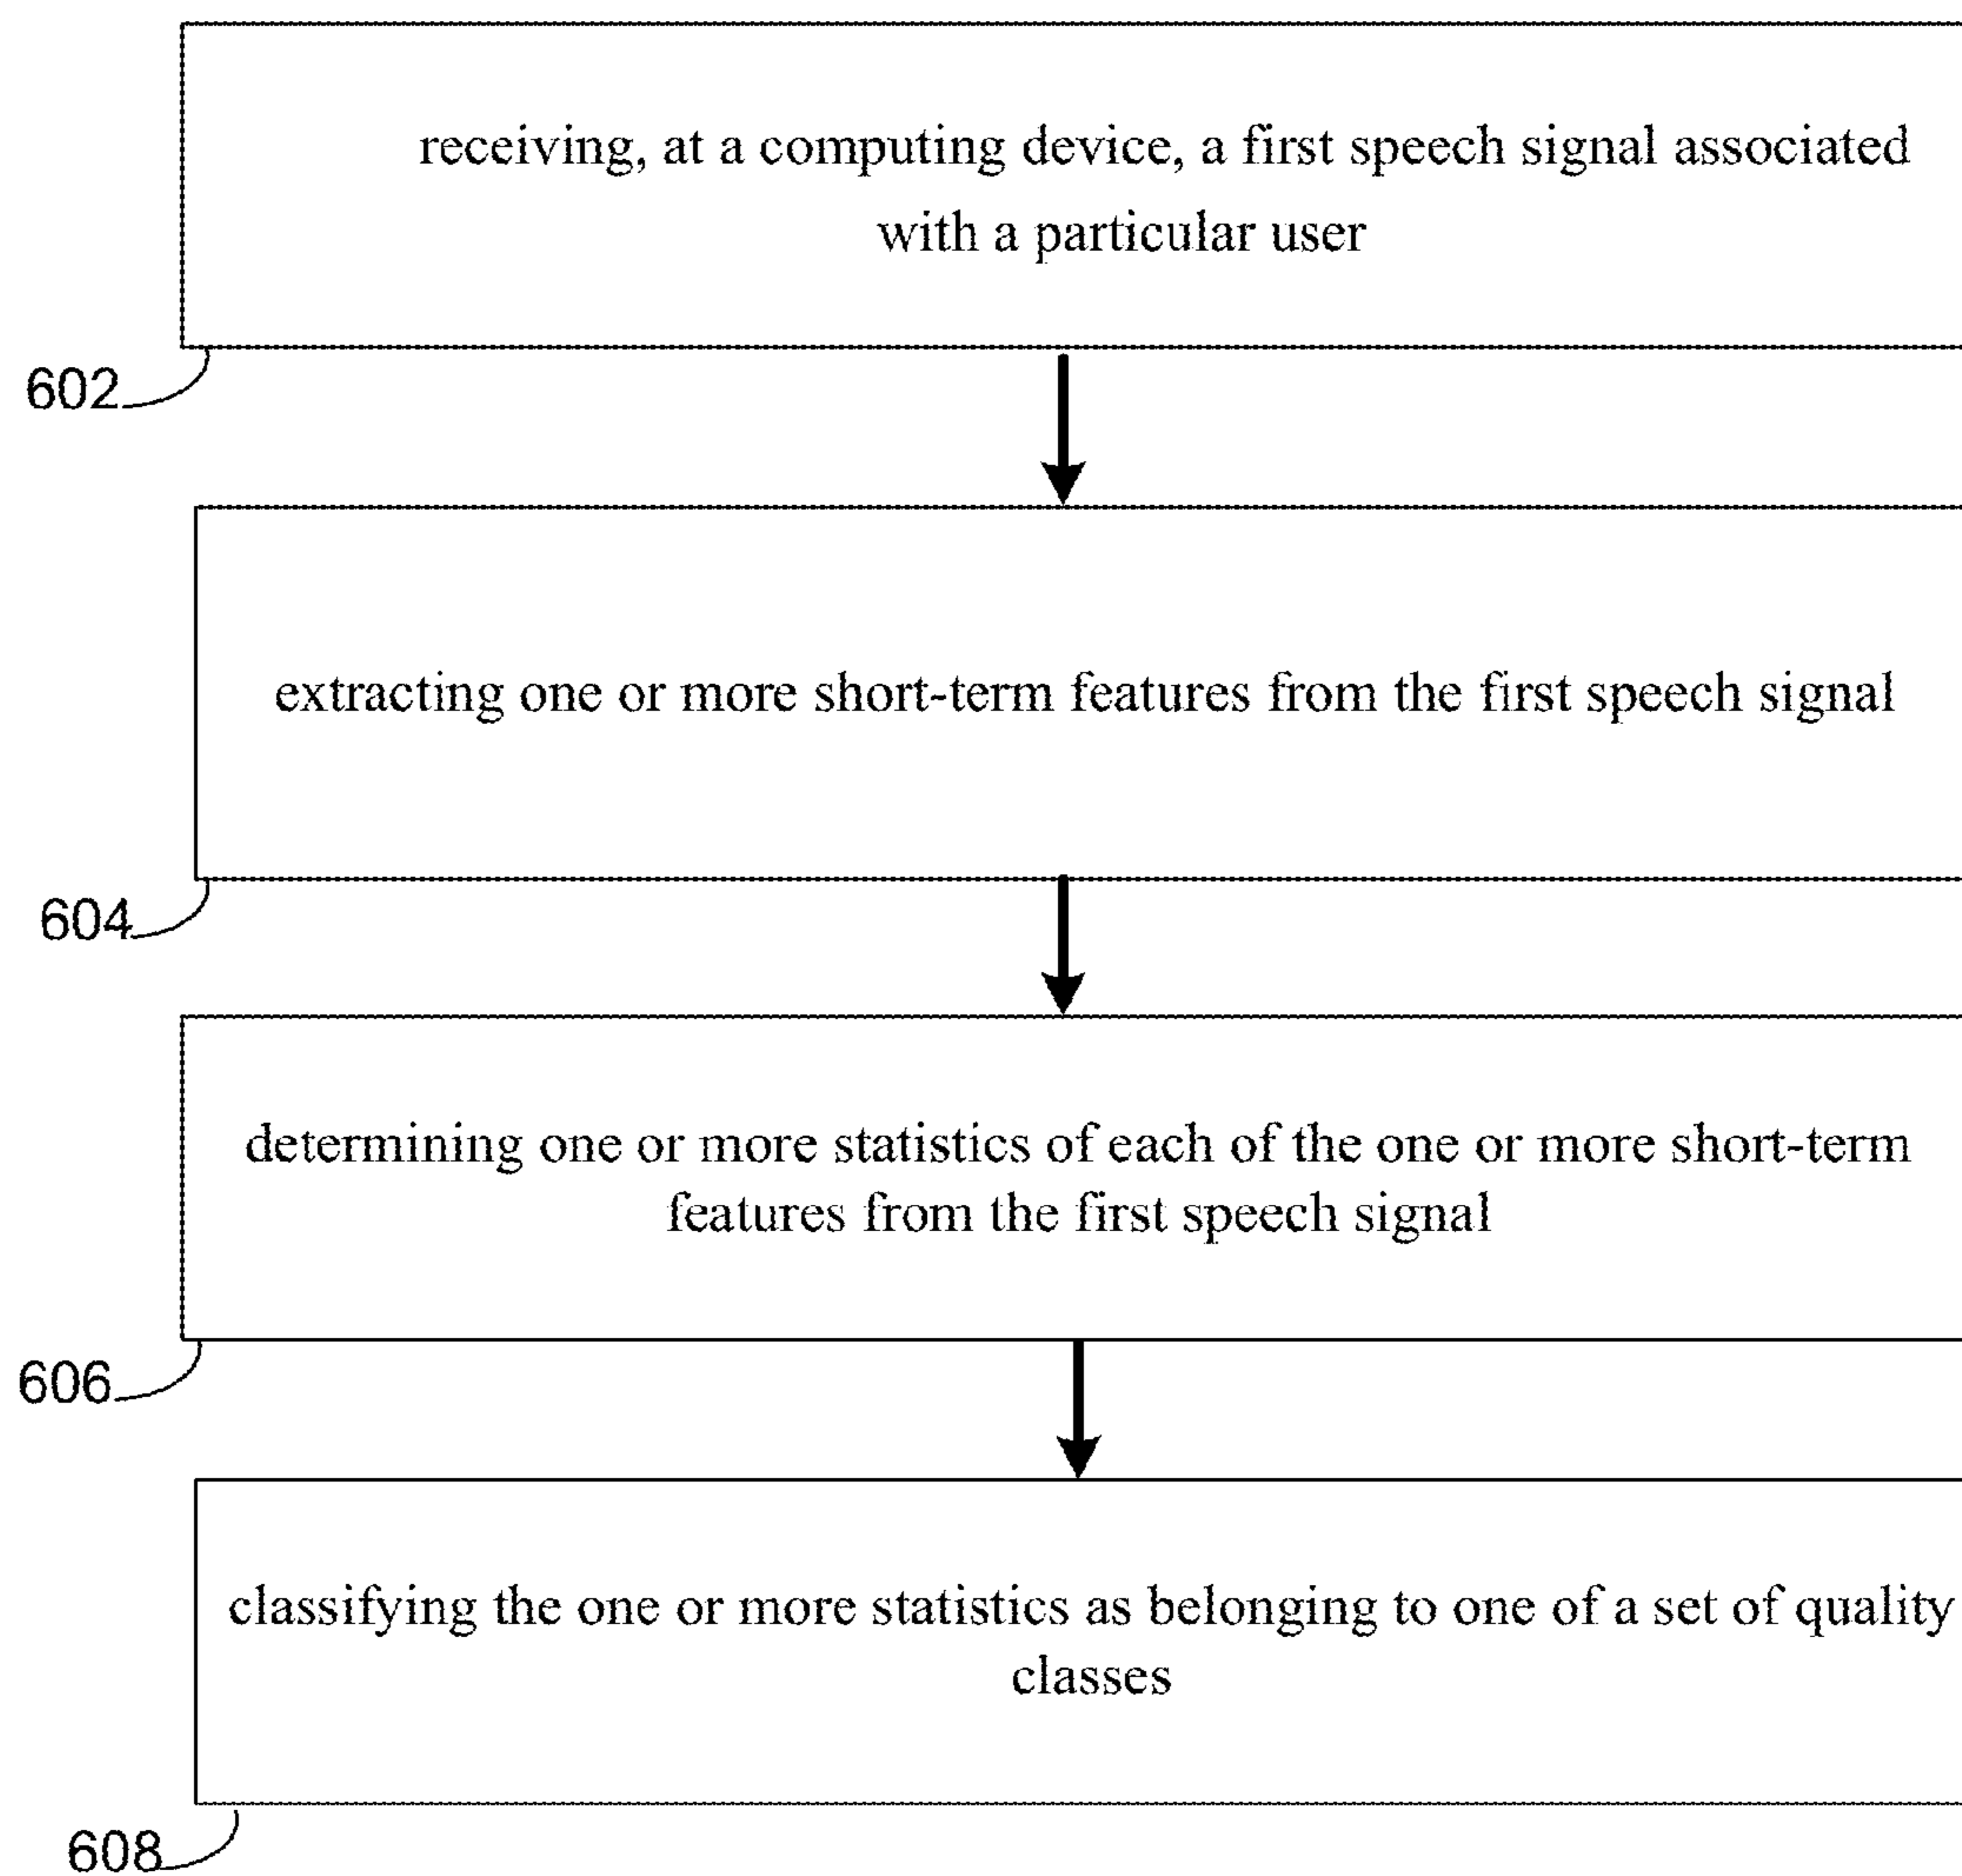 receiving, at a computing device, a first speech signal associated
with a particular user
602
extracting one or more short-term features from the first speech signal
604
determining one or more statistics of each of the one or more short-term
features from the first speech signal
606
classifying the one or more statistics as belonging to one of a set of quality
classes
608